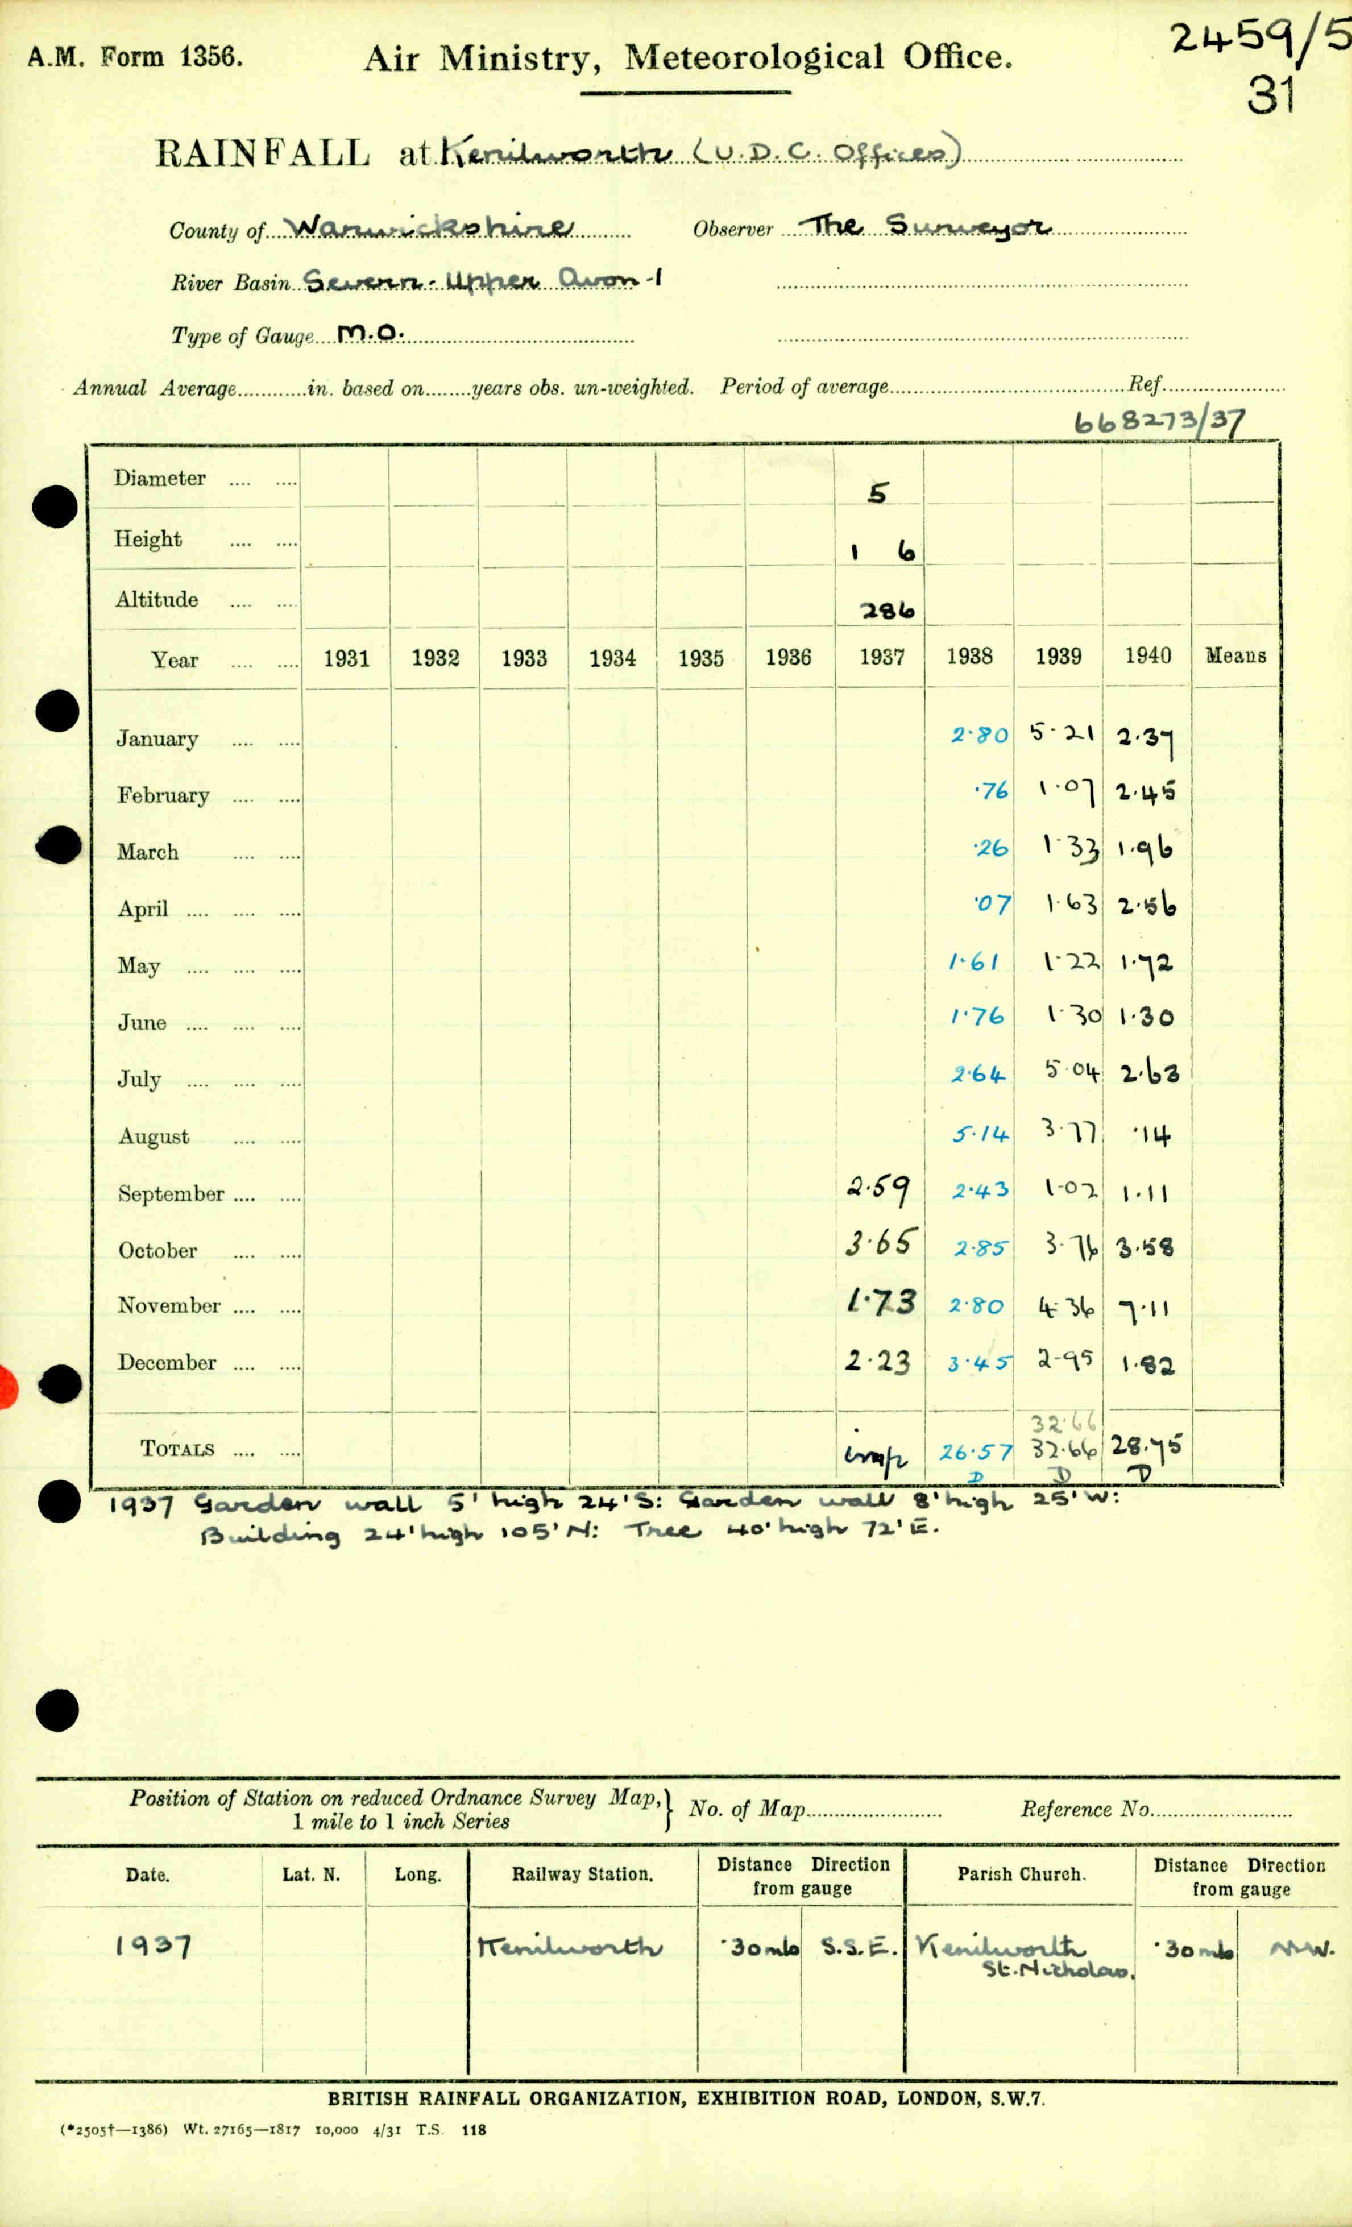 A.M. Form 1356.
Air Ministry, Meteorological Office.
2459/5
31
RAINFALL at Kenilworth (U.D.C. Offices)
County of Warwickshire Observer The Surveyor
River Basin Severn - Upper Avon -1
Type of Gauge M.O.
Annual Average in. based on years obs. un-weighted. Period of average Ref.
668273/37
Diameter 5
Height 1 6
Altitude 286
Year 1931 1932 1933 1934 1935 1936 1937 1938 1939 1940 Means
January 2.80 5.21 2.37
February .76 1.07 2.45
March .26 1.33 1.96
April .07 1.63 2.56
May 1.61 1.22 1.72
June 1.76 1.30 1.30
July 2.64 5.04 2.63
August 5.14 3.77 .14
September 2.59 2.43 1.02 1.11
October 3.65 2.85 3.76 3.58
November 1.73 2.80 4.36 7.11
December 2.23 3.45 2.95 1.82
32.66
TOTALS imp 26.57 32.66 28.75
D D D
1937 Garden wall 5' high 24' S: Garden wall 8' high 25' W:
Building 24' high 105' N: Tree 40' high 72' E.
Position of Station on reduced Ordnance Survey Map,} No. of Map Reference No.
1 mile to 1 inch Series
Date. Lat. N. Long. Railway Station. Distance Direction from gauge Parish Church. Distance Direction from gauge
1937 Kenilworth .30 mls S.S.E. Kenilworth .30 mls NW.
St. Nicholas.
BRITISH RAINFALL ORGANIZATION, EXHIBITION ROAD, LONDON, S.W.7.
(*2505†—1386) Wt. 27165—1817 10,000 4/31 T.S. 118